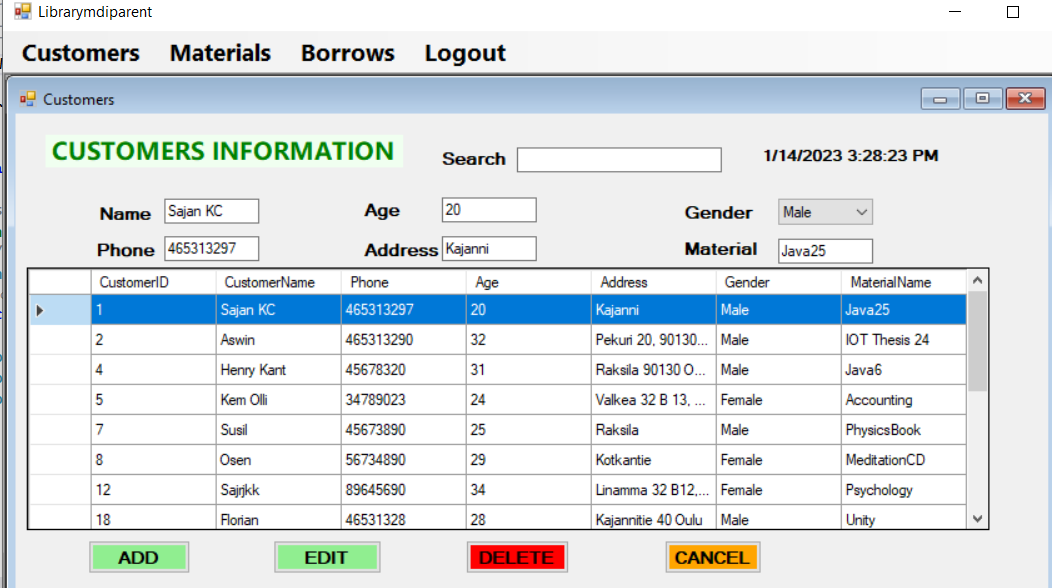 Librarymdiparent
Customers Materials Borrows Logout
Customers
CUSTOMERS INFORMATION
Search
1/14/2023 3:28:23 PM
Name Sajan KC Age 20 Gender Male
Phone 465313297 Address Kajanni Material Java25
CustomerID CustomerName Phone Age Address Gender MaterialName
1 Sajan KC 465313297 20 Kajanni Male Java25
2 Aswin 465313290 32 Pekuri 20, 90130... Male IOT Thesis 24
4 Henry Kant 45678320 31 Raksila 90130 O... Male Java6
5 Kem Olli 34789023 24 Valkea 32 B 13, ... Female Accounting
7 Susil 45673890 25 Raksila Male PhysicsBook
8 Osen 56734890 29 Kotkantie Female MeditationCD
12 Sajrjkk 89645690 34 Linamma 32 B12,... Female Psychology
18 Florian 46531328 28 Kajannitie 40 Oulu Male Unity
ADD EDIT DELETE CANCEL